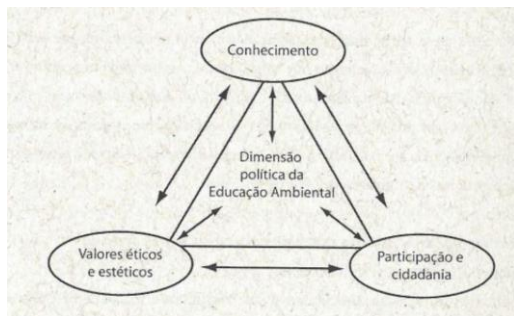 Conhecimento
Dimensão
política da
Educação Ambiental
Valores éticos
e estéticos
Participação e
cidadania